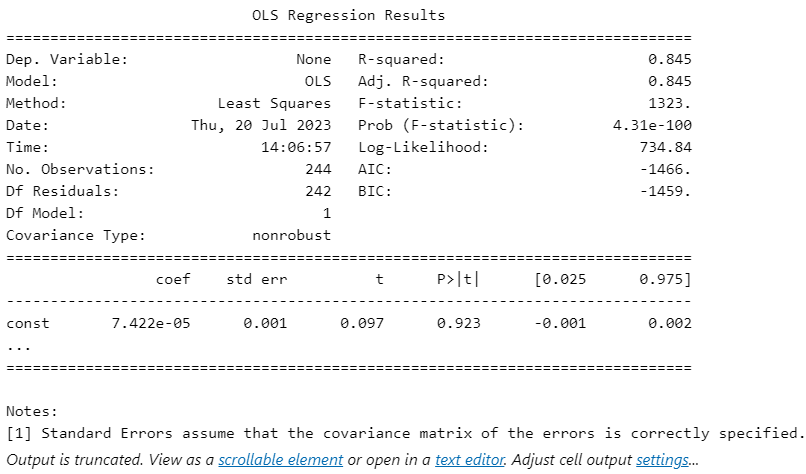 OLS Regression Results
==============================================================================
Dep. Variable:                   None   R-squared:                       0.845
Model:                            OLS   Adj. R-squared:                  0.845
Method:                 Least Squares   F-statistic:                     1323.
Date:                Thu, 20 Jul 2023   Prob (F-statistic):          4.31e-100
Time:                        14:06:57   Log-Likelihood:                 734.84
No. Observations:                 244   AIC:                            -1466.
Df Residuals:                     242   BIC:                            -1459.
Df Model:                           1
Covariance Type:            nonrobust
==============================================================================
                 coef    std err          t      P>|t|      [0.025      0.975]
------------------------------------------------------------------------------
const       7.422e-05      0.001      0.097      0.923      -0.001       0.002
...
==============================================================================

Notes:
[1] Standard Errors assume that the covariance matrix of the errors is correctly specified.
Output is truncated. View as a scrollable element or open in a text editor. Adjust cell output settings...